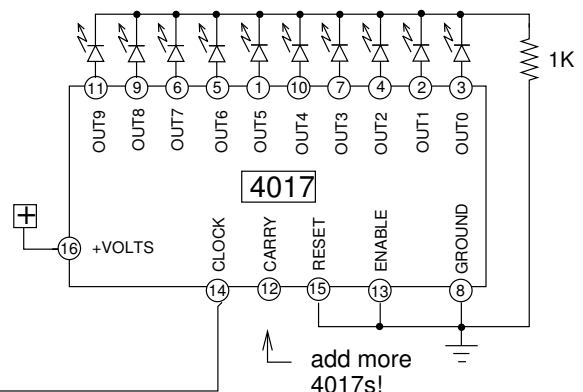 1K
11 9 6 5 1 10 7 4 2 3
OUT9 OUT8 OUT7 OUT6 OUT5 OUT4 OUT3 OUT2 OUT1 OUT0
4017
+
16 +VOLTS
CLOCK CARRY RESET ENABLE GROUND
14 12 15 13 8
add more
4017s!